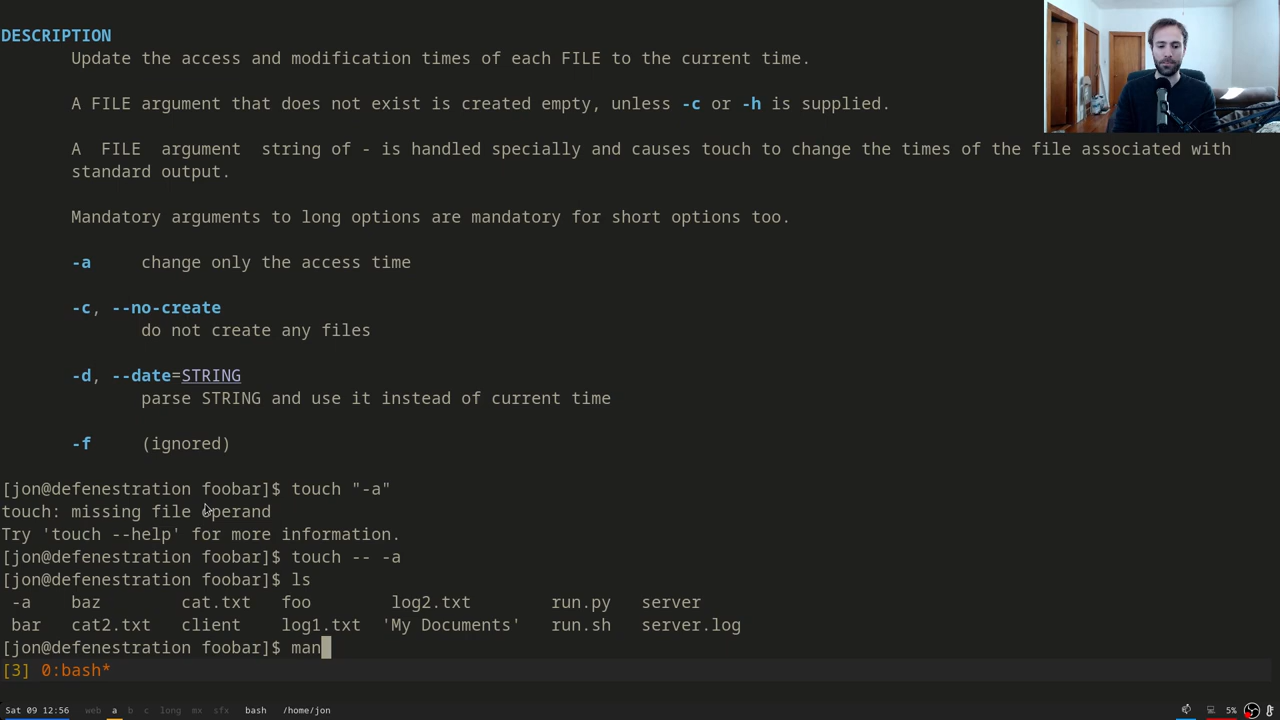 DESCRIPTION
Update the access and modification times of each FILE to the current time.
A FILE argument that does not exist is created empty, unless -c or -h is supplied.
A FILE argument string of - is handled specially and causes touch to change the times of the file associated with
standard output.
Mandatory arguments to long options are mandatory for short options too.
-a change only the access time
-c, --no-create
do not create any files
-d, --date=STRING
parse STRING and use it instead of current time
-f (ignored)
[jon@defenestration foobar]$ touch "-a"
touch: missing file operand
Try 'touch --help' for more information.
[jon@defenestration foobar]$ touch -- -a
[jon@defenestration foobar]$ ls
-a baz cat.txt foo log2.txt run.py server
bar cat2.txt client log1.txt 'My Documents' run.sh server.log
[jon@defenestration foobar]$ man
[3] 0:bash*
Sat 09 12:56 web a b c long mx sfx bash /home/jon 5%